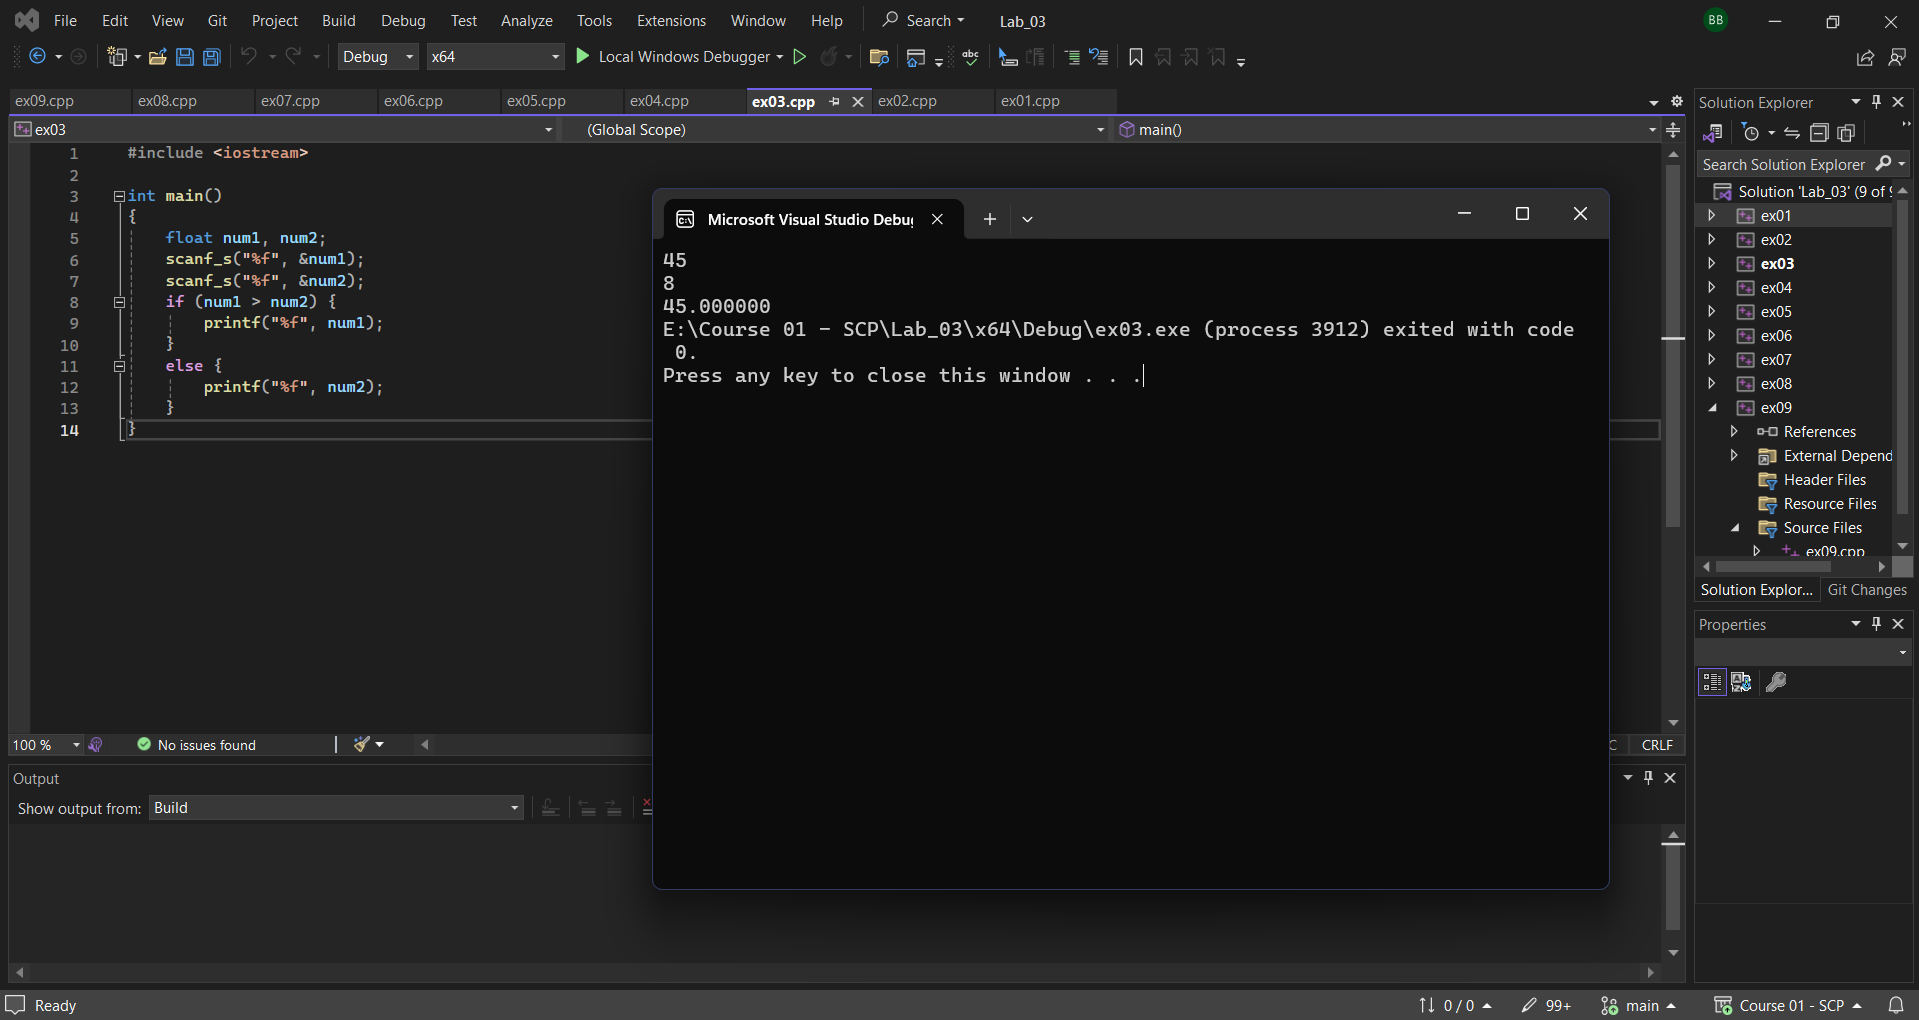 File Edit View Git Project Build Debug Test Analyze Tools Extensions Window Help Search Lab_03 BB
Debug x64 Local Windows Debugger abc
ex09.cpp ex08.cpp ex07.cpp ex06.cpp ex05.cpp ex04.cpp ex03.cpp ex02.cpp ex01.cpp
ex03 (Global Scope) main()
1 #include <iostream>
2
3 int main()
4 {
5 float num1, num2;
6 scanf_s("%f", &num1);
7 scanf_s("%f", &num2);
8 if (num1 > num2) {
9 printf("%f", num1);
10 }
11 else {
12 printf("%f", num2);
13 }
14 }
Microsoft Visual Studio Debu
45
8
45.000000
E:\Course 01 - SCP\Lab_03\x64\Debug\ex03.exe (process 3912) exited with code
0.
Press any key to close this window . . .
Solution Explorer
Search Solution Explorer
Solution 'Lab_03' (9 of
ex01
ex02
ex03
ex04
ex05
ex06
ex07
ex08
ex09
References
External Depend
Header Files
Resource Files
Source Files
ex09.cpp
Solution Explor... Git Changes
Properties
100 % No issues found C CRLF
Output
Show output from: Build
Ready 0 / 0 99+ main Course 01 - SCP